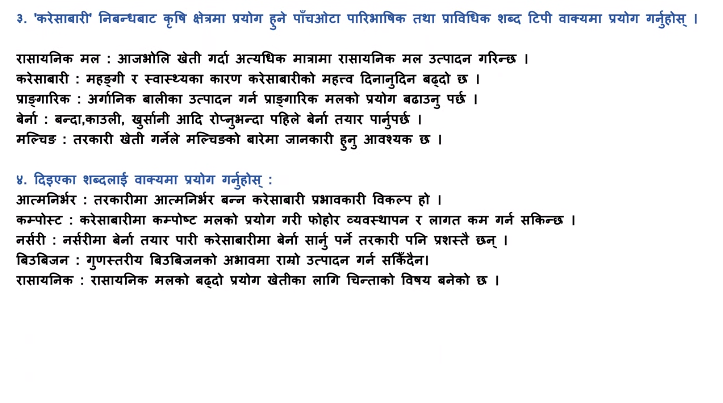 ३. 'करेसाबारी' निबन्धबाट कृषि क्षेत्रमा प्रयोग हुने पाँचओटा पारिभाषिक तथा प्राविधिक शब्द टिपी वाक्यमा प्रयोग गर्नुहोस् ।
रासायनिक मल : आजभोलि खेती गर्दा अत्यधिक मात्रामा रासायनिक मल उत्पादन गरिन्छ ।
करेसाबारी : महङ्गी र स्वास्थ्यका कारण करेसाबारीको महत्त्व दिनानुदिन बढ्दो छ ।
प्राङ्गारिक : अर्गानिक बालीका उत्पादन गर्न प्राङ्गारिक मलको प्रयोग बढाउनु पर्छ ।
बेर्ना : बन्दा,काउली, खुर्सानी आदि रोप्नुभन्दा पहिले बेर्ना तयार पार्नुपर्छ ।
मल्चिङ : तरकारी खेती गर्नेले मल्चिङको बारेमा जानकारी हुनु आवश्यक छ ।
४. दिइएका शब्दलाई वाक्यमा प्रयोग गर्नुहोस् :
आत्मनिर्भर : तरकारीमा आत्मनिर्भर बन्न करेसाबारी प्रभावकारी विकल्प हो ।
कम्पोस्ट : करेसाबारीमा कम्पोष्ट मलको प्रयोग गरी फोहोर व्यवस्थापन र लागत कम गर्न सकिन्छ ।
नर्सरी : नर्सरीमा बेर्ना तयार पारी करेसाबारीमा बेर्ना सार्नु पर्ने तरकारी पनि प्रशस्तै छन् ।
बिउबिजन : गुणस्तरीय बिउबिजनको अभावमा राम्रो उत्पादन गर्न सकिँदैन।
रासायनिक : रासायनिक मलको बढ्दो प्रयोग खेतीका लागि चिन्ताको विषय बनेको छ ।